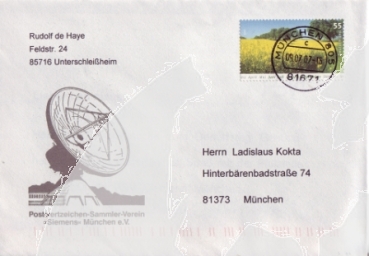 Rudolf de Haye
Feldstr. 24
85716 Unterschleißheim
55
MÜNCHEN
81671
Herrn Ladislaus Kokta
Hinterbärenbadstraße 74
81373 München
Postwertzeichen-Sammler-Verein
»Siemens« München e.V.